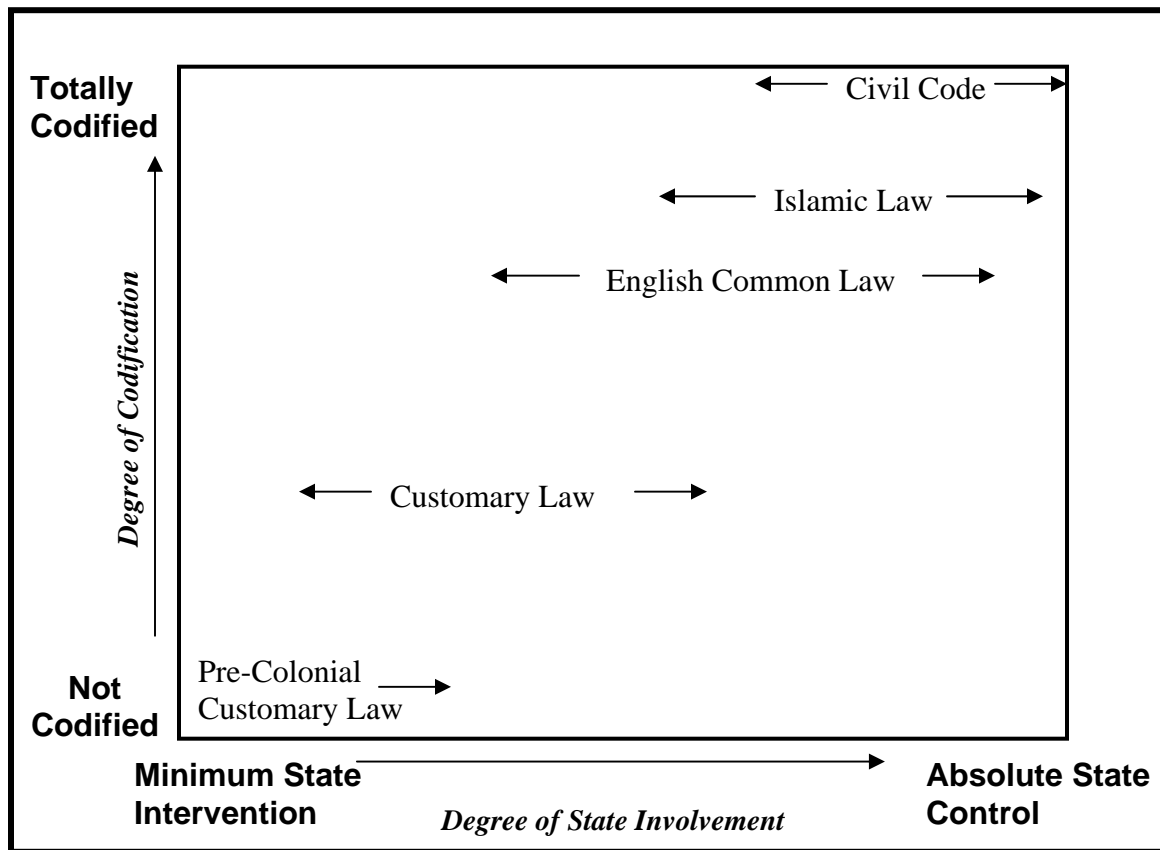 Totally
Codified
Civil Code
Islamic Law
English Common Law
Degree of Codification
Customary Law
Pre-Colonial
Customary Law
Not
Codified
Minimum State
Intervention
Degree of State Involvement
Absolute State
Control